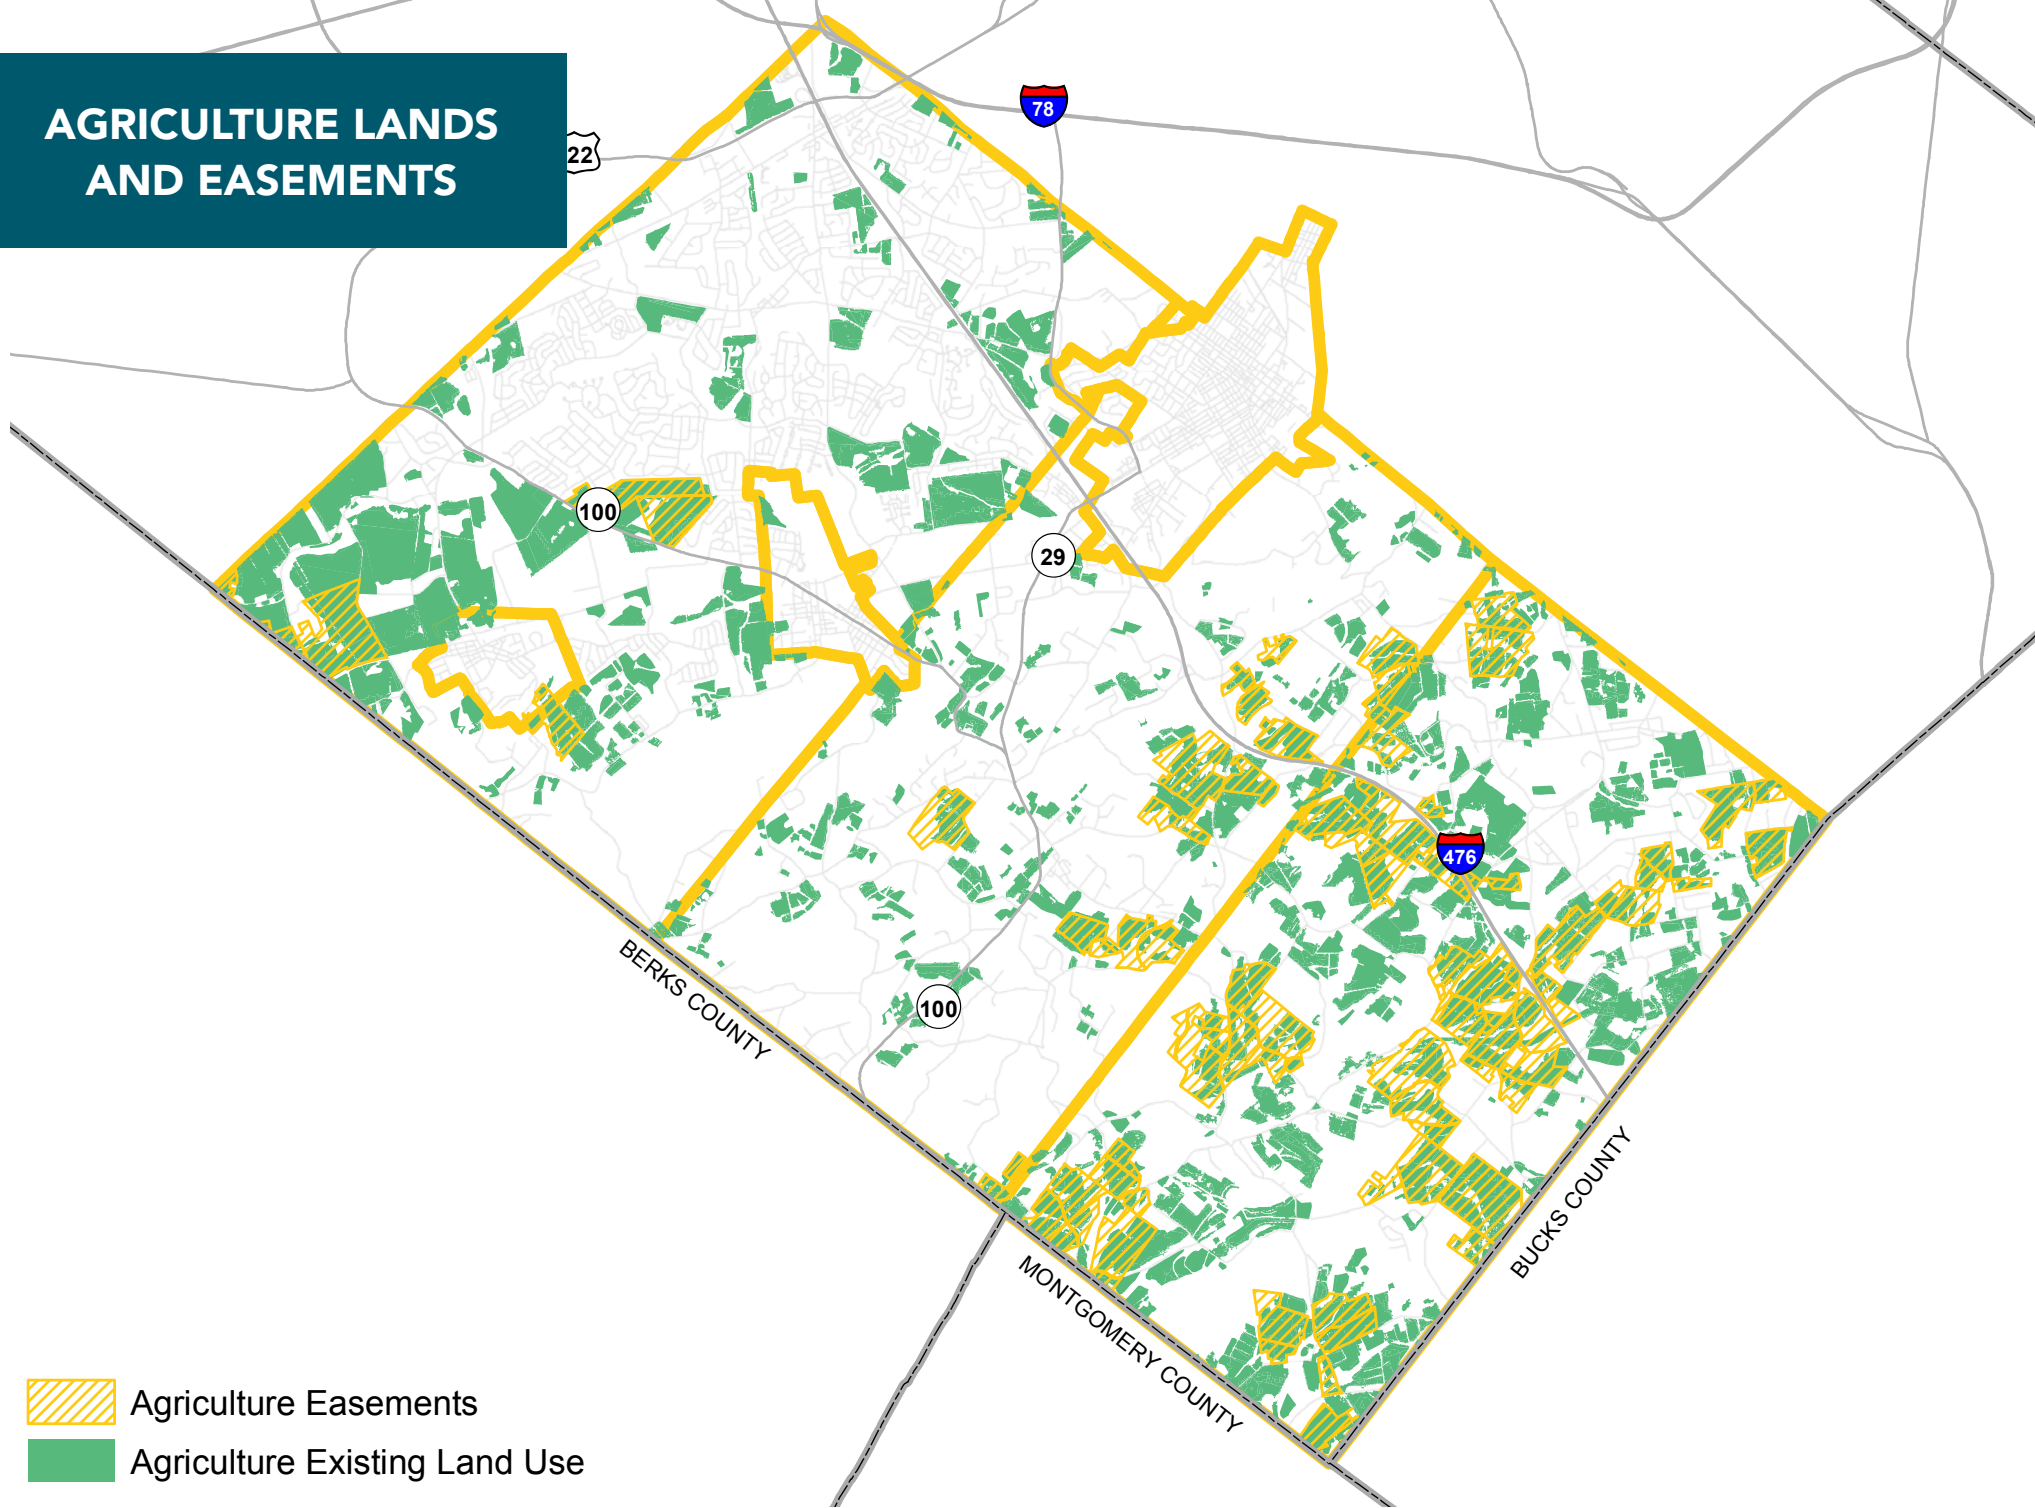 AGRICULTURE LANDS
AND EASEMENTS
22
78
100
29
476
100
BERKS COUNTY
MONTGOMERY COUNTY
BUCKS COUNTY
Agriculture Easements
Agriculture Existing Land Use